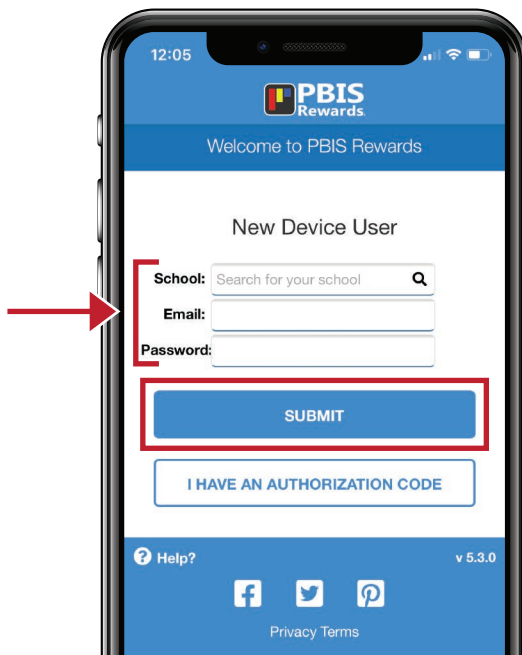 12:05
PBIS
Rewards
Welcome to PBIS Rewards
New Device User
School: Search for your school
Email:
Password:
SUBMIT
I HAVE AN AUTHORIZATION CODE
? Help? v 5.3.0
Privacy Terms